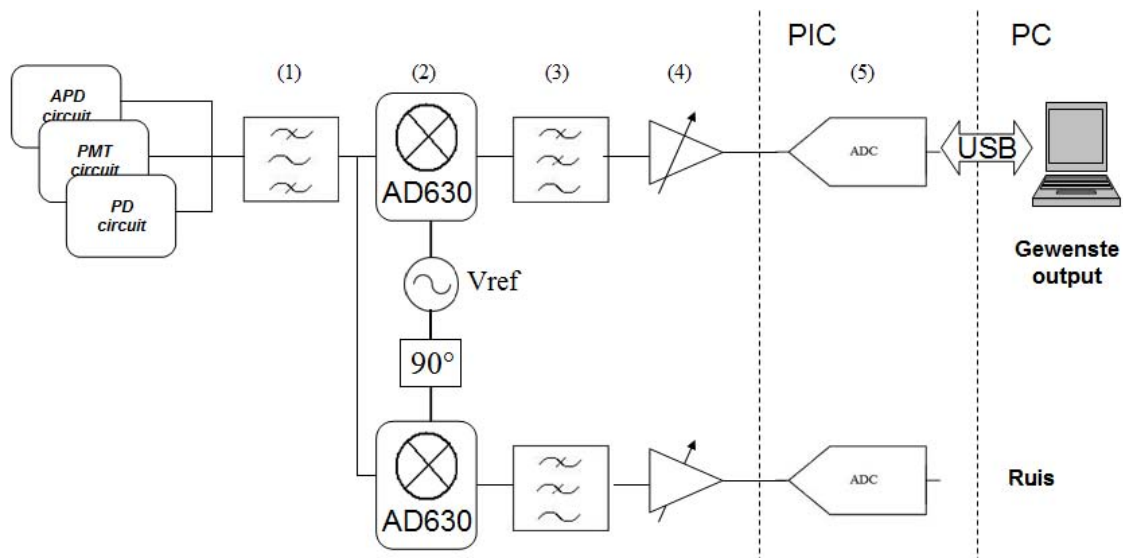 PIC
PC
(1)
(2)
(3)
(4)
(5)
APD
circuit
PMT
circuit
PD
circuit
AD630
ADC
USB
Vref
Gewenste
output
90°
AD630
ADC
Ruis